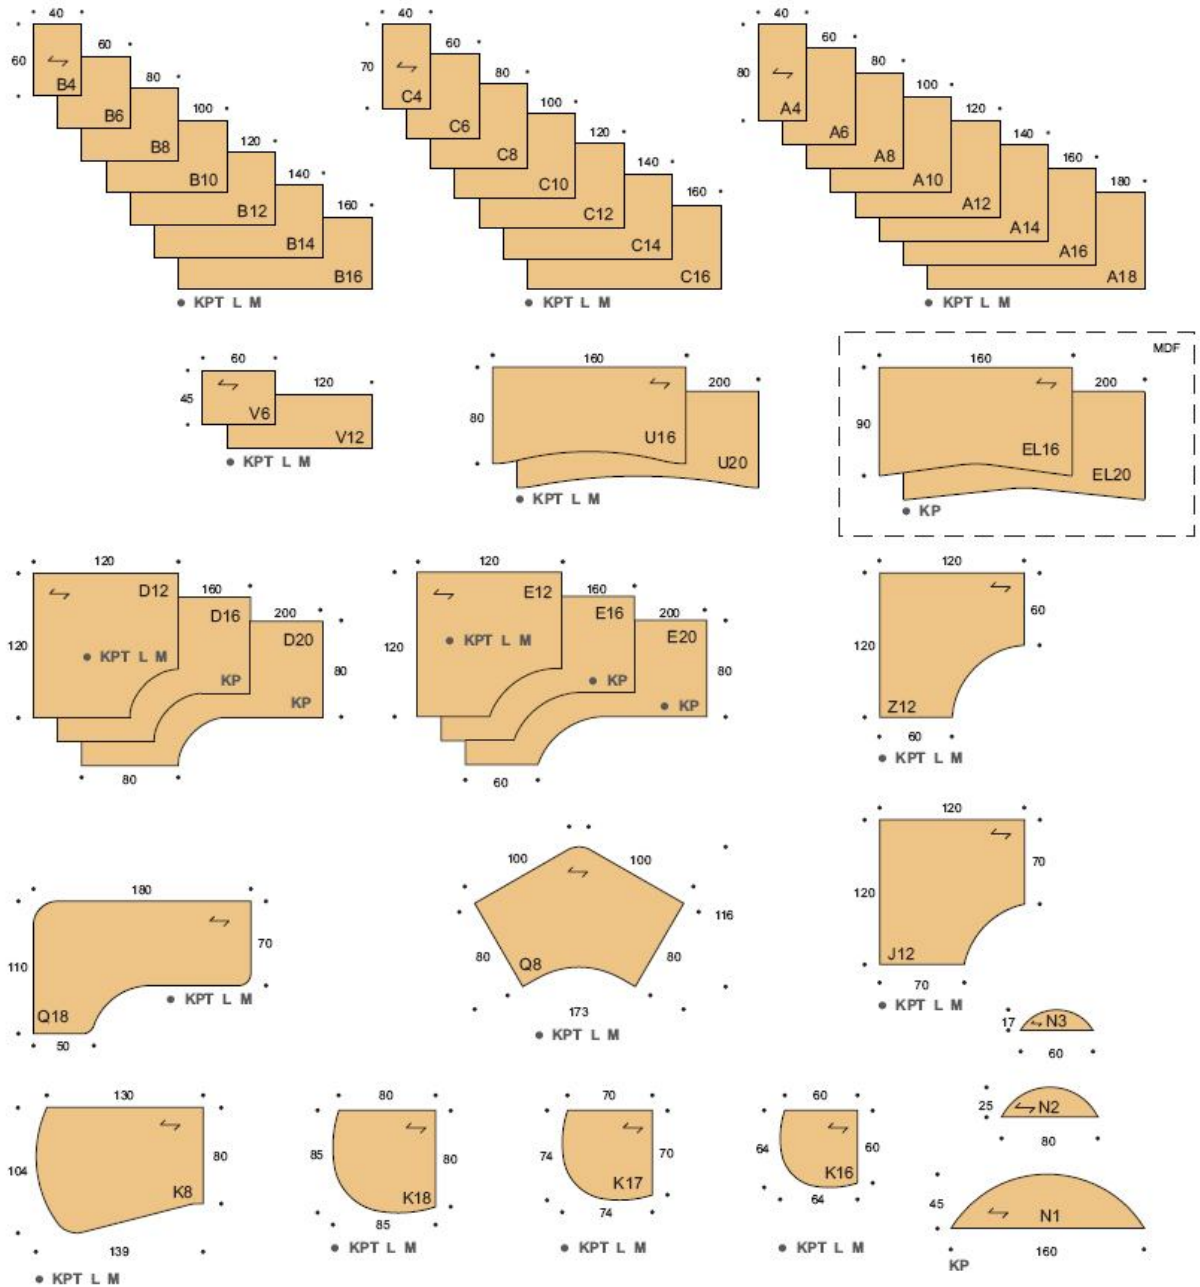 40
60
60
80
100
120
140
160
B4
B6
B8
B10
B12
B14
B16
● KPT L M
40
70
60
80
100
120
140
160
C4
C6
C8
C10
C12
C14
C16
● KPT L M
40
80
60
80
100
120
140
160
180
A4
A6
A8
A10
A12
A14
A16
A18
● KPT L M
60
120
45
V6
V12
● KPT L M
160
200
80
U16
U20
● KPT L M
MDF
160
200
90
EL16
EL20
● KP
120
160
200
120
D12
D16
D20
● KPT L M
KP
KP
80
80
120
160
200
120
E12
E16
E20
● KPT L M
● KP
● KP
80
60
120
60
120
Z12
60
● KPT L M
180
110
70
Q18
● KPT L M
50
100
100
116
80
80
Q8
173
● KPT L M
120
70
120
J12
70
● KPT L M
17
N3
60
25
N2
80
45
N1
KP
160
130
104
80
K8
139
● KPT L M
80
85
80
K18
85
● KPT L M
70
74
70
K17
74
● KPT L M
60
64
60
K16
64
● KPT L M